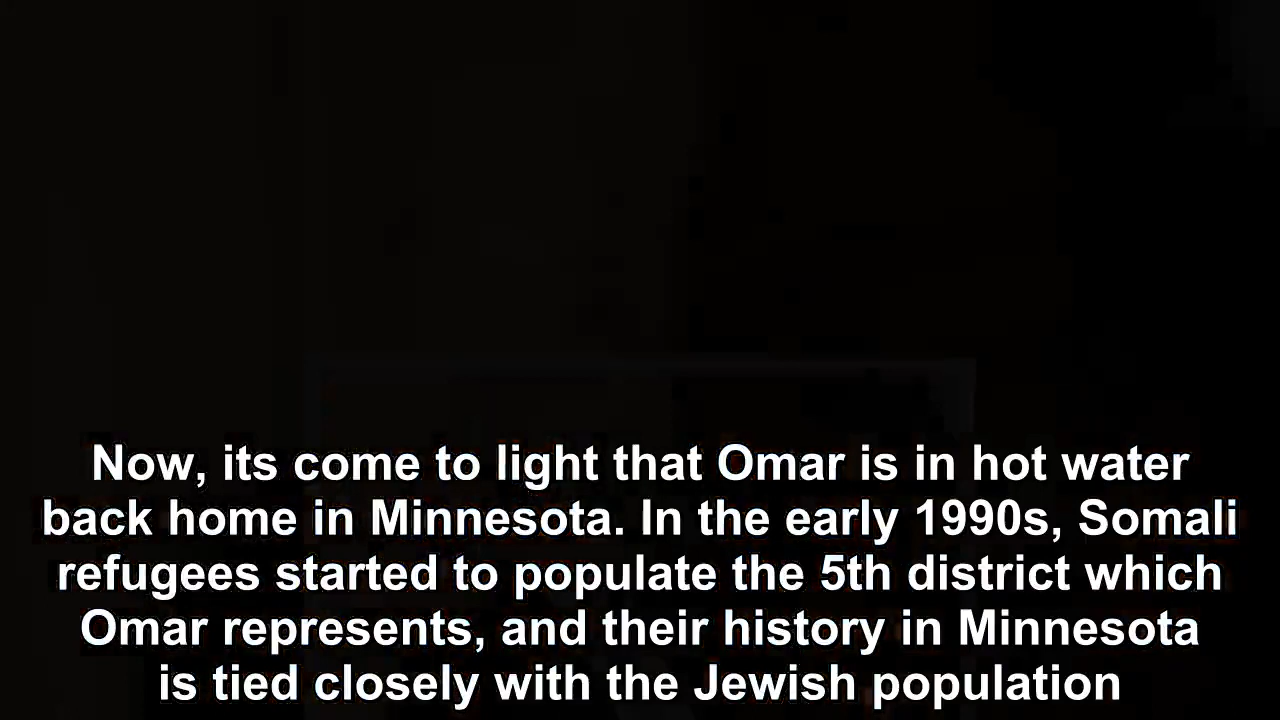 Now, its come to light that Omar is in hot water
back home in Minnesota. In the early 1990s, Somali
refugees started to populate the 5th district which
Omar represents, and their history in Minnesota
is tied closely with the Jewish population